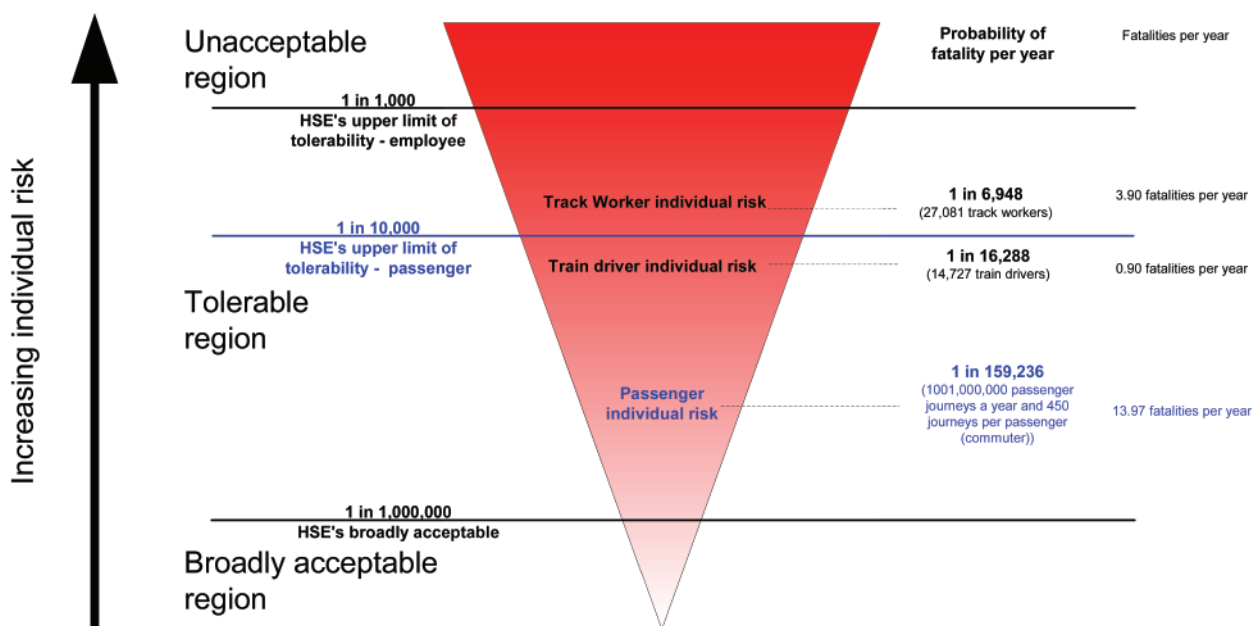 Increasing individual risk
Unacceptable
region
Probability of
fatality per year
Fatalities per year
1 in 1,000
HSE's upper limit of
tolerability - employee
Track Worker individual risk
1 in 6,948
(27,081 track workers)
3.90 fatalities per year
1 in 10,000
HSE's upper limit of
tolerability - passenger
Train driver individual risk
1 in 16,288
(14,727 train drivers)
0.90 fatalities per year
Tolerable
region
Passenger
individual risk
1 in 159,236
(1001,000,000 passenger
journeys a year and 450
journeys per passenger
(commuter))
13.97 fatalities per year
1 in 1,000,000
HSE's broadly acceptable
Broadly acceptable
region